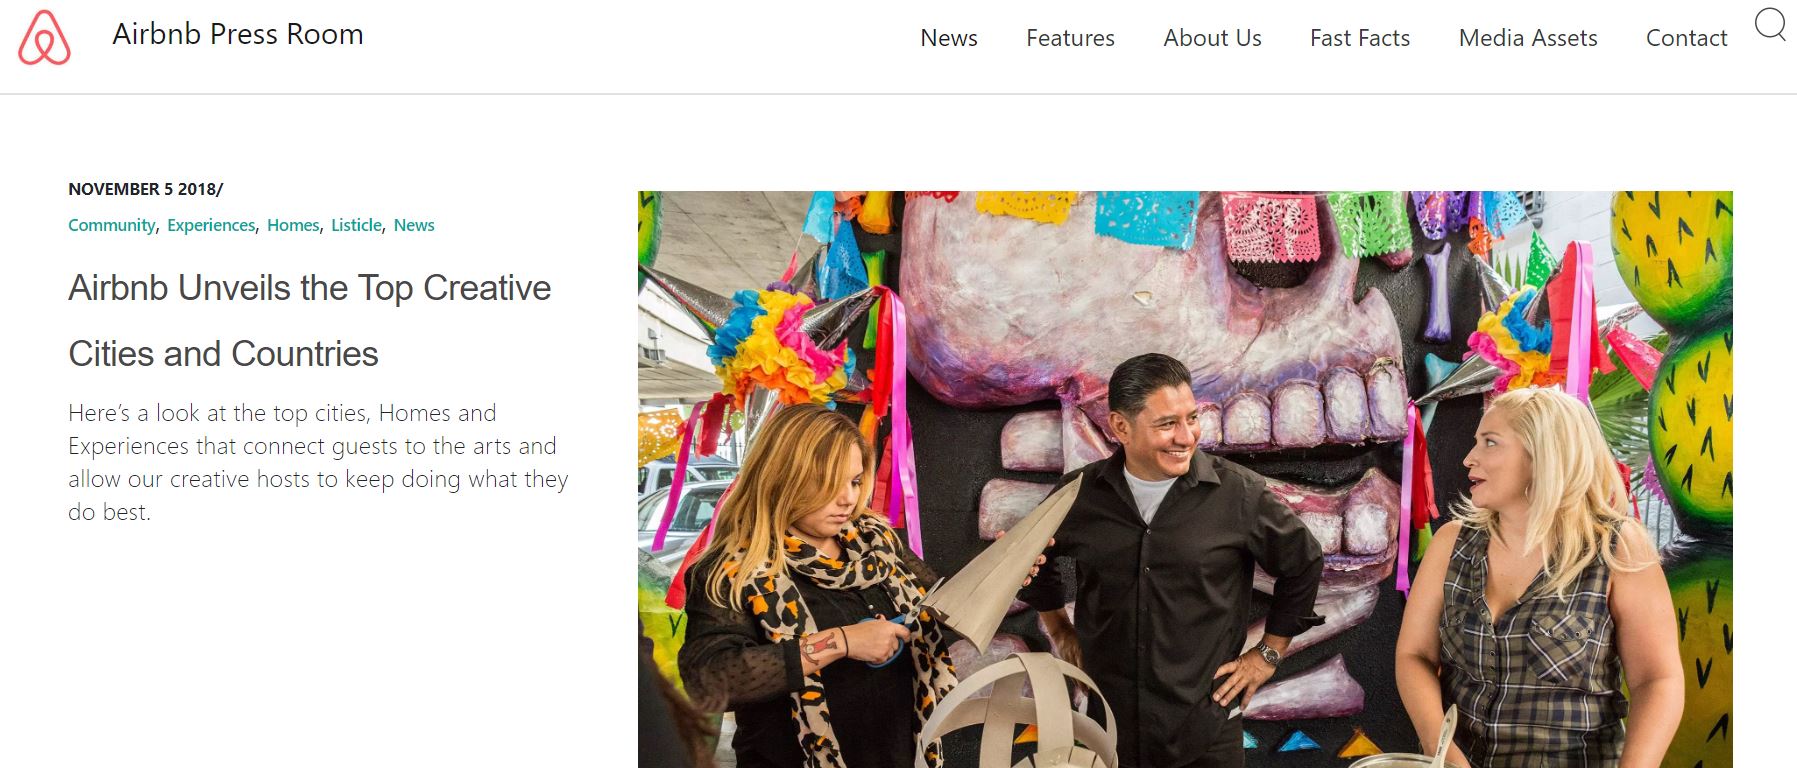 Airbnb Press Room
News Features About Us Fast Facts Media Assets Contact
NOVEMBER 5 2018/
Community, Experiences, Homes, Listicle, News
Airbnb Unveils the Top Creative
Cities and Countries
Here’s a look at the top cities, Homes and
Experiences that connect guests to the arts and
allow our creative hosts to keep doing what they
do best.